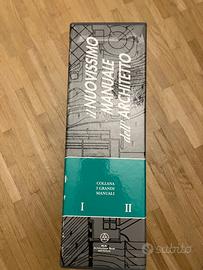 il NUOVISSIMO
MANUALE
dell'ARCHITETTO
COLLANA
I GRANDI
MANUALI
I II
subito